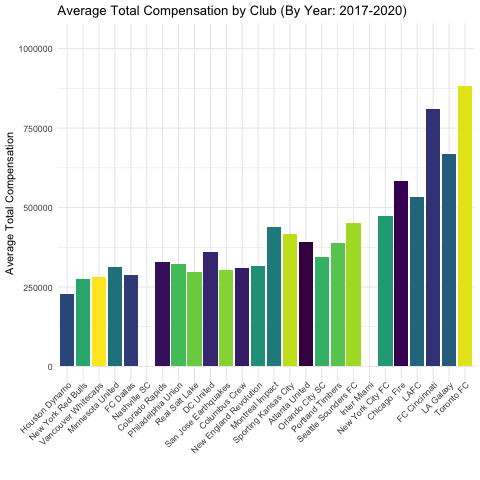 Average Total Compensation by Club (By Year: 2017-2020)
Average Total Compensation
1000000
750000
500000
250000
0
Houston Dynamo
New York Red Bulls
Vancouver Whitecaps
Minnesota United
FC Dallas
Nashville SC
Colorado Rapids
Philadelphia Union
Real Salt Lake
DC United
San Jose Earthquakes
Columbus Crew
New England Revolution
Montreal Impact
Sporting Kansas City
Atlanta United
Orlando City SC
Portland Timbers
Seattle Sounders FC
Inter Miami
New York City FC
Chicago Fire
LAFC
FC Cincinnati
LA Galaxy
Toronto FC